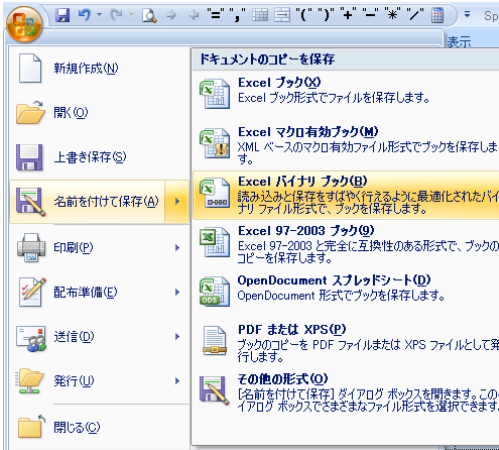 "=" "," "(" ")" "+" "−" "*" "/" Sp
表示
新規作成(N)
開く(O)
上書き保存(S)
名前を付けて保存(A)
印刷(P)
配布準備(E)
送信(D)
発行(U)
閉じる(C)
ドキュメントのコピーを保存
Excel ブック(X)
Excel ブック形式でファイルを保存します。
Excel マクロ有効ブック(M)
XML ベースのマクロ有効ファイル形式でブックを保存しま
す。
Excel バイナリ ブック(B)
読み込みと保存をすばやく行えるように最適化されたバイ
ナリ ファイル形式で、ブックを保存します。
Excel 97-2003 ブック(9)
Excel 97-2003 と完全に互換性のある形式で、ブックの
コピーを保存します。
OpenDocument スプレッドシート(D)
OpenDocument 形式でブックを保存します。
PDF または XPS(P)
ブックのコピーを PDF ファイルまたは XPS ファイルとして発
行します。
その他の形式(O)
[名前を付けて保存] ダイアログ ボックスを開きます。この
イアログ ボックスでさまざまなファイル形式を選択できます